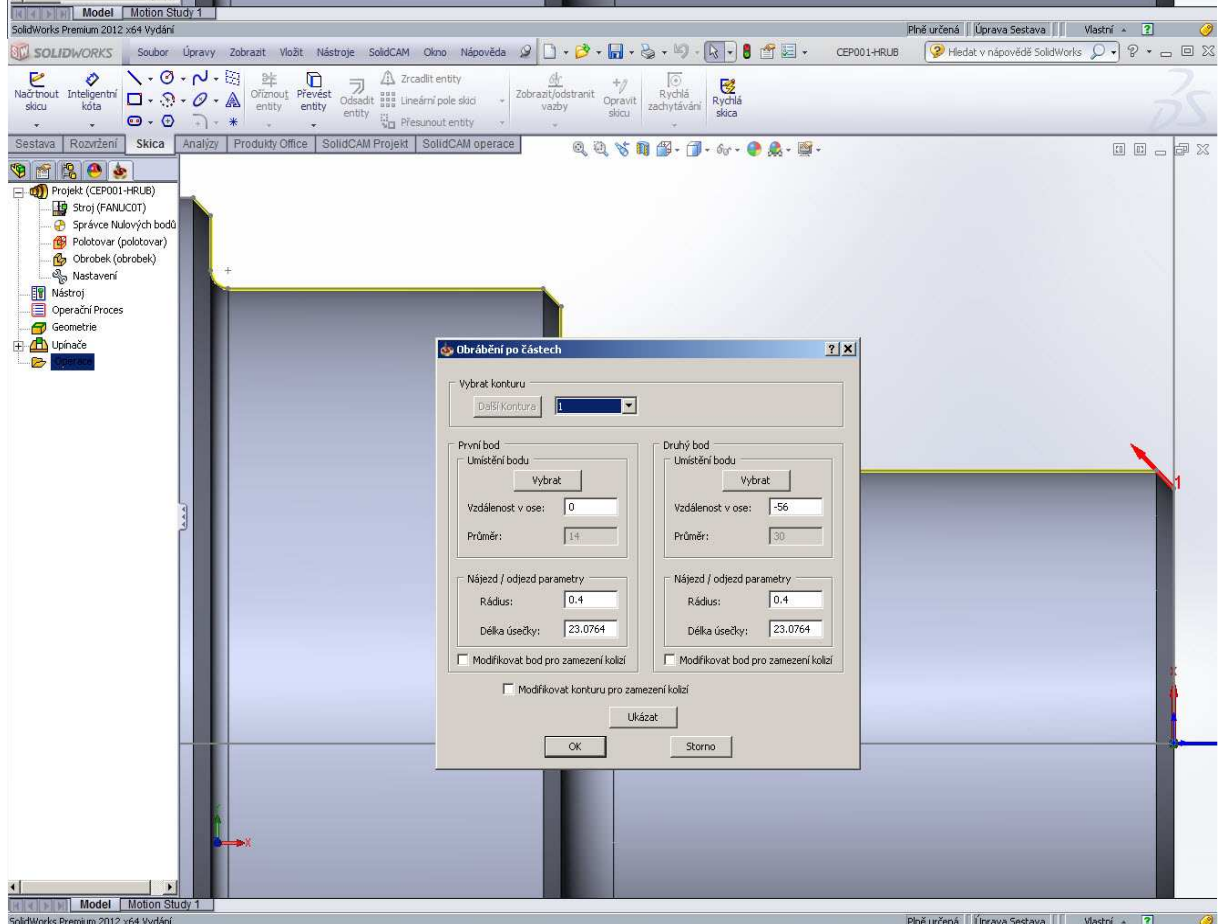 Model Motion Study 1
SolidWorks Premium 2012 x64 Vydání Plně určená Úprava Sestava Vlastní
SOLIDWORKS Soubor Úpravy Zobrazit Vložit Nástroje SolidCAM Okno Nápověda CEP001-HRUB Hledat v nápovědě SolidWorks
Načrtnout skicu
Inteligentní kóta
Oříznout entity
Převést entity
Odsadit entity
Zrcadlit entity
Lineární pole skici
Přesunout entity
Zobrazit/odstranit vazby
Opravit skicu
Rychlá zachytávání
Rychlá skica
Sestava Rozvržení Skica Analýzy Produkty Office SolidCAM Projekt SolidCAM operace
Projekt (CEP001-HRUB)
Stroj (FANUC0T)
Správce Nulových bodů
Polotovar (polotovar)
Obrobek (obrobek)
Nastavení
Nástroj
Operační Proces
Geometrie
Upínače
Operace
Obrábění po částech
Vybrat konturu
Další Kontura 1
První bod
Umístění bodu
Vybrat
Vzdálenost v ose: 0
Průměr: 14
Nájezd / odjezd parametry
Rádius: 0.4
Délka úsečky: 23.0764
Modifikovat bod pro zamezení kolizí
Druhý bod
Umístění bodu
Vybrat
Vzdálenost v ose: -56
Průměr: 30
Nájezd / odjezd parametry
Rádius: 0.4
Délka úsečky: 23.0764
Modifikovat bod pro zamezení kolizí
Modifikovat konturu pro zamezení kolizí
Ukázat
OK Storno
1
X
X
Model Motion Study 1
SolidWorks Premium 2012 x64 Vydání Plně určená Úprava Sestava Vlastní